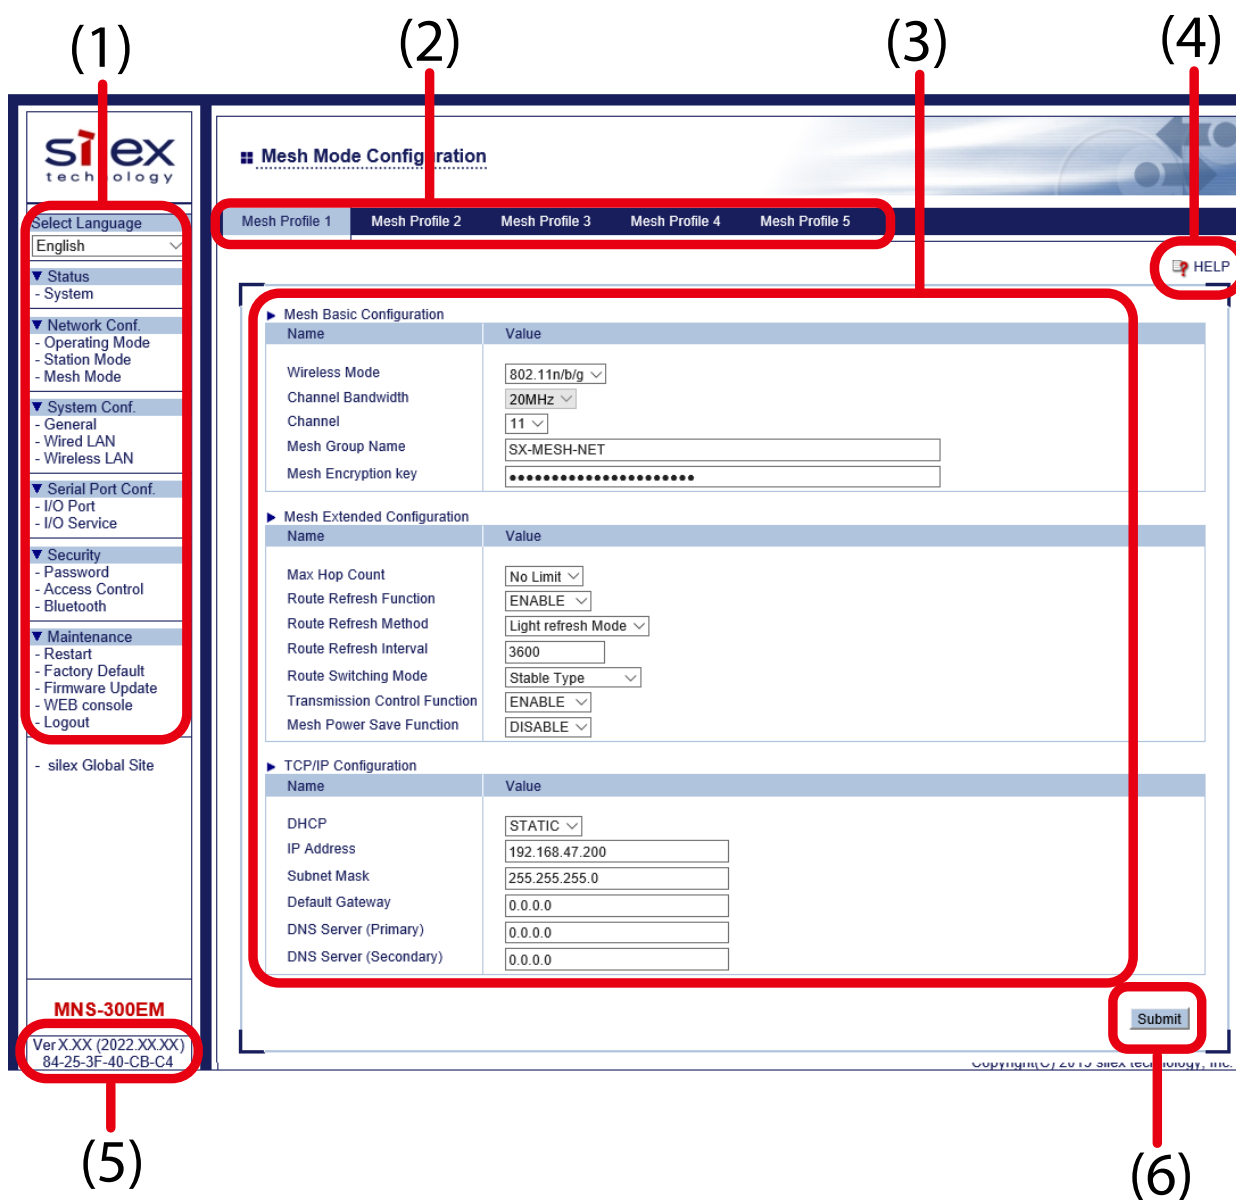 (1)
(2)
(3)
(4)
silex
technology
Mesh Mode Configuration
Select Language
English
Mesh Profile 1
Mesh Profile 2
Mesh Profile 3
Mesh Profile 4
Mesh Profile 5
HELP
▼ Status
- System
▼ Network Conf.
- Operating Mode
- Station Mode
- Mesh Mode
▼ System Conf.
- General
- Wired LAN
- Wireless LAN
▼ Serial Port Conf.
- I/O Port
- I/O Service
▼ Security
- Password
- Access Control
- Bluetooth
▼ Maintenance
- Restart
- Factory Default
- Firmware Update
- WEB console
- Logout
- silex Global Site
MNS-300EM
Ver X.XX (2022.XX.XX)
84-25-3F-40-CB-C4
Mesh Basic Configuration
Name Value
Wireless Mode 802.11n/b/g
Channel Bandwidth 20MHz
Channel 11
Mesh Group Name SX-MESH-NET
Mesh Encryption key ●●●●●●●●●●●●●●●●●●●●●●
Mesh Extended Configuration
Name Value
Max Hop Count No Limit
Route Refresh Function ENABLE
Route Refresh Method Light refresh Mode
Route Refresh Interval 3600
Route Switching Mode Stable Type
Transmission Control Function ENABLE
Mesh Power Save Function DISABLE
TCP/IP Configuration
Name Value
DHCP STATIC
IP Address 192.168.47.200
Subnet Mask 255.255.255.0
Default Gateway 0.0.0.0
DNS Server (Primary) 0.0.0.0
DNS Server (Secondary) 0.0.0.0
Submit
Copyright(C) 2015 silex technology, Inc.
(5)
(6)